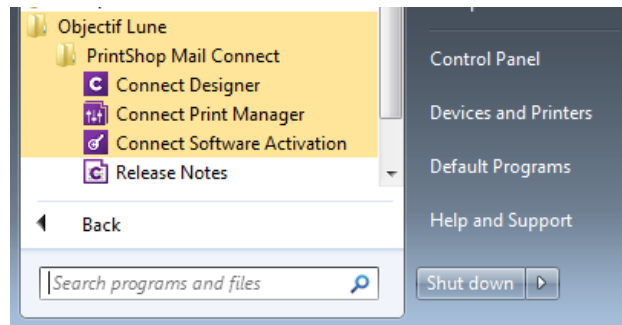 Objectif Lune
PrintShop Mail Connect
Connect Designer
Connect Print Manager
Connect Software Activation
Release Notes
Back
Search programs and files
Control Panel
Devices and Printers
Default Programs
Help and Support
Shut down